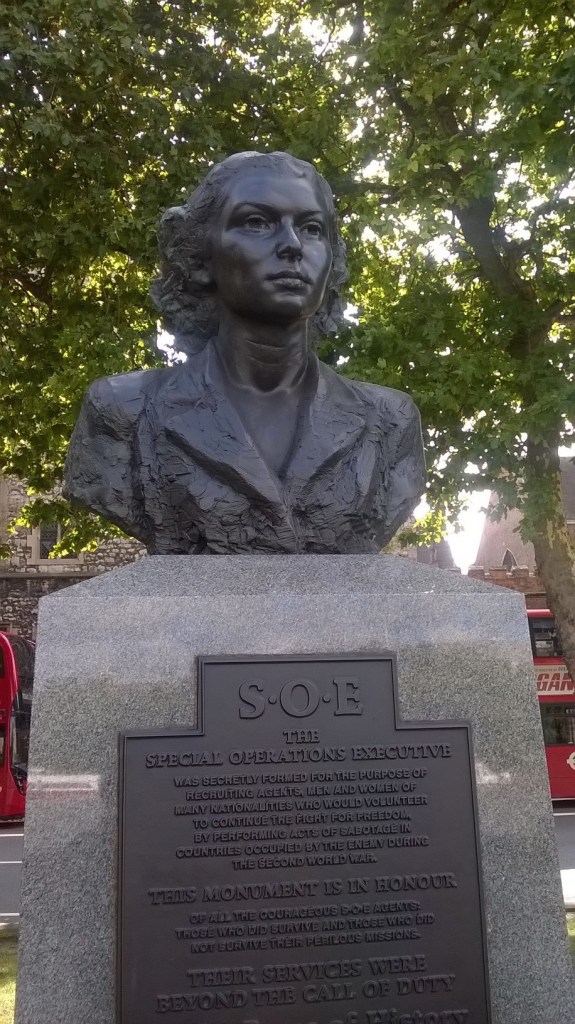 S·O·E
THE
SPECIAL OPERATIONS EXECUTIVE
WAS SECRETLY FORMED FOR THE PURPOSE OF
RECRUITING AGENTS, MEN AND WOMEN OF
MANY NATIONALITIES WHO WOULD VOLUNTEER
TO CONTINUE THE FIGHT FOR FREEDOM,
BY PERFORMING ACTS OF SABOTAGE IN
COUNTRIES OCCUPIED BY THE ENEMY DURING
THE SECOND WORLD WAR.
THIS MONUMENT IS IN HONOUR
OF ALL THE COURAGEOUS S·O·E AGENTS:
THOSE WHO DID SURVIVE AND THOSE WHO DID
NOT SURVIVE THEIR PERILOUS MISSIONS.
THEIR SERVICES WERE
BEYOND THE CALL OF DUTY
of History
GAN